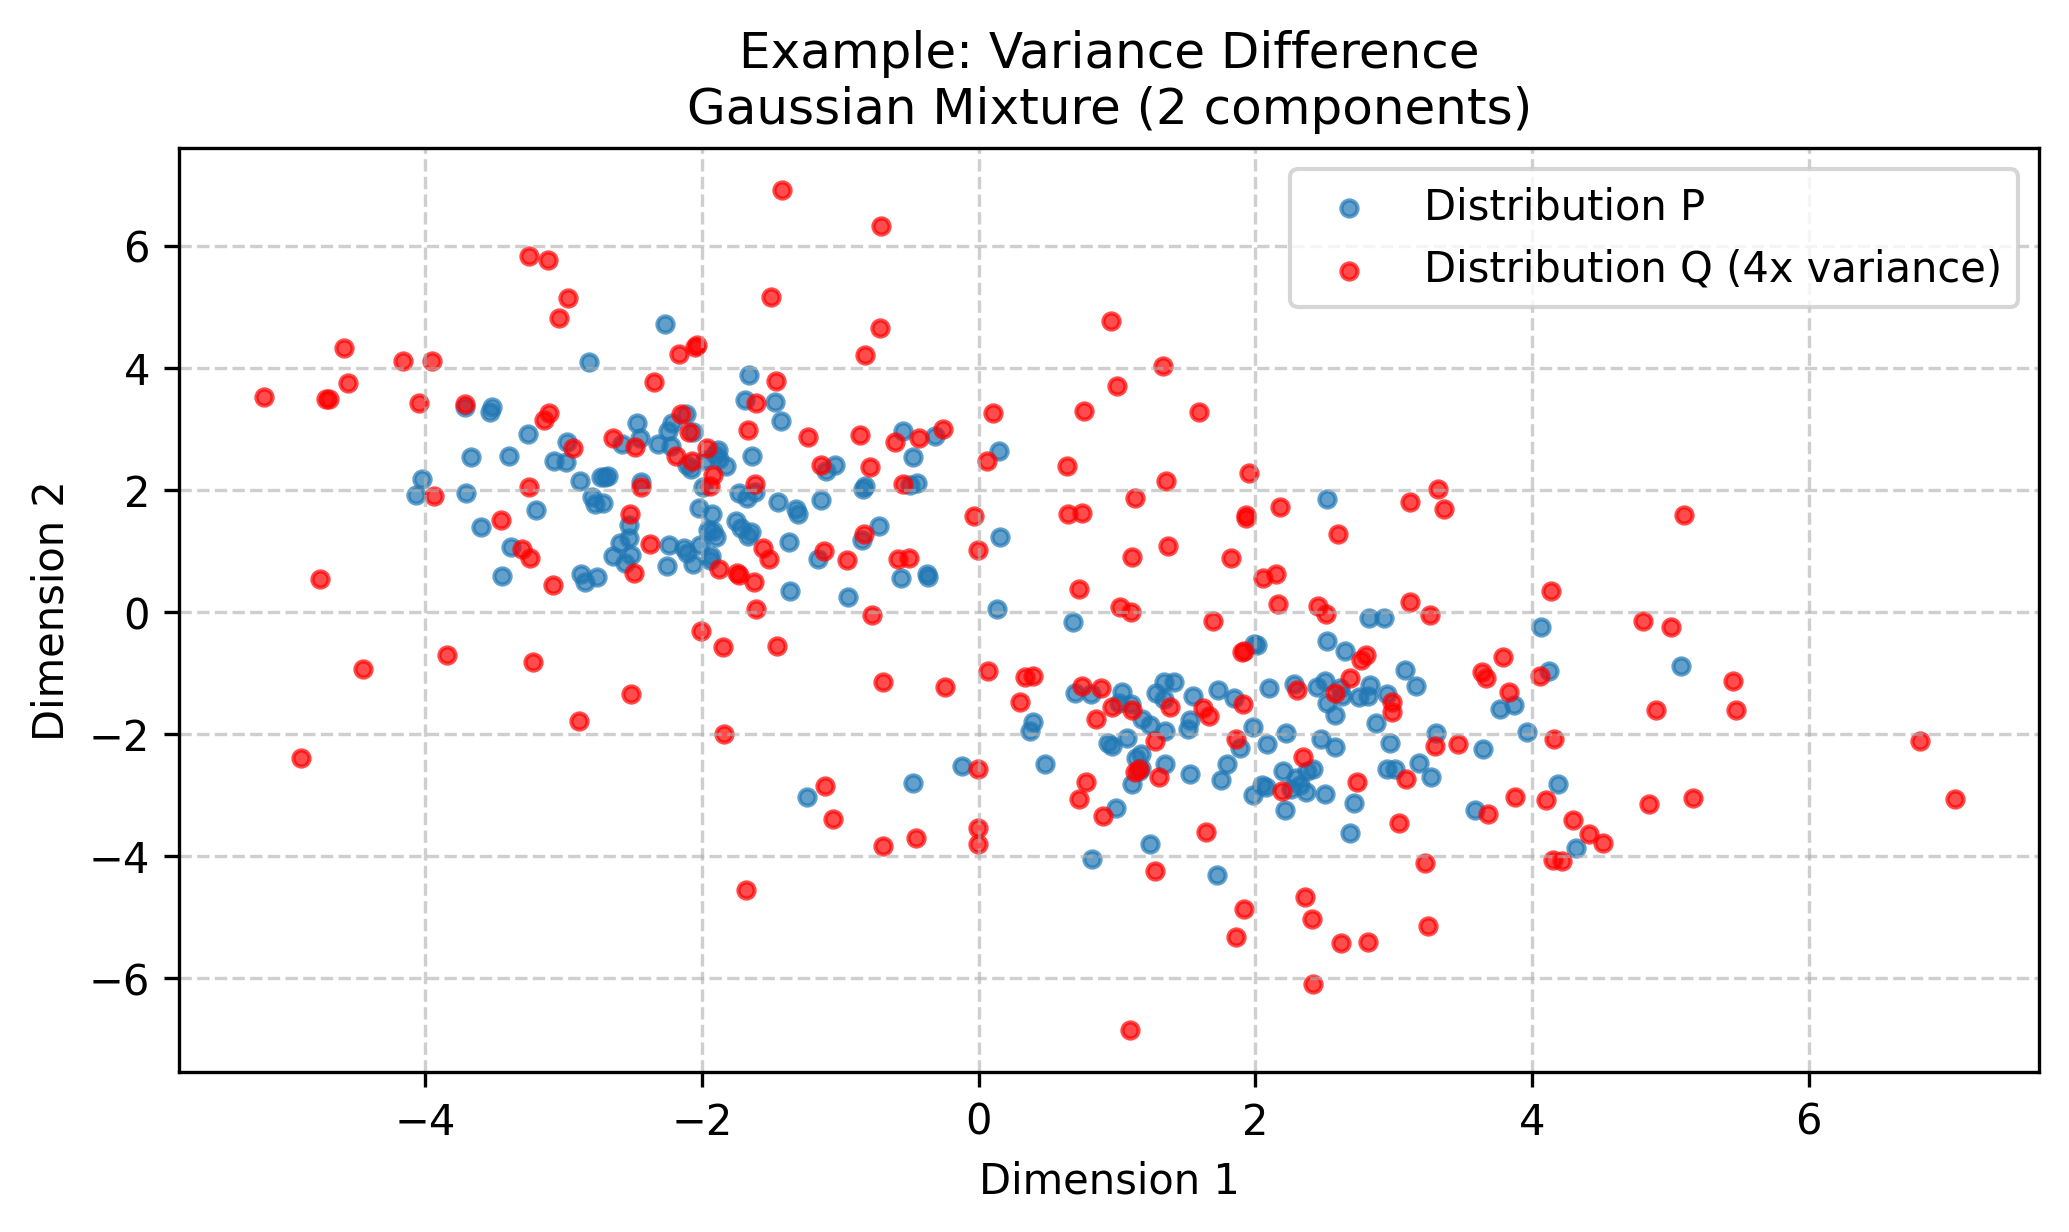 Example: Variance Difference
Gaussian Mixture (2 components)
Distribution P
Distribution Q (4x variance)
Dimension 2
6
4
2
0
−2
−4
−6
−4
−2
0
2
4
6
Dimension 1